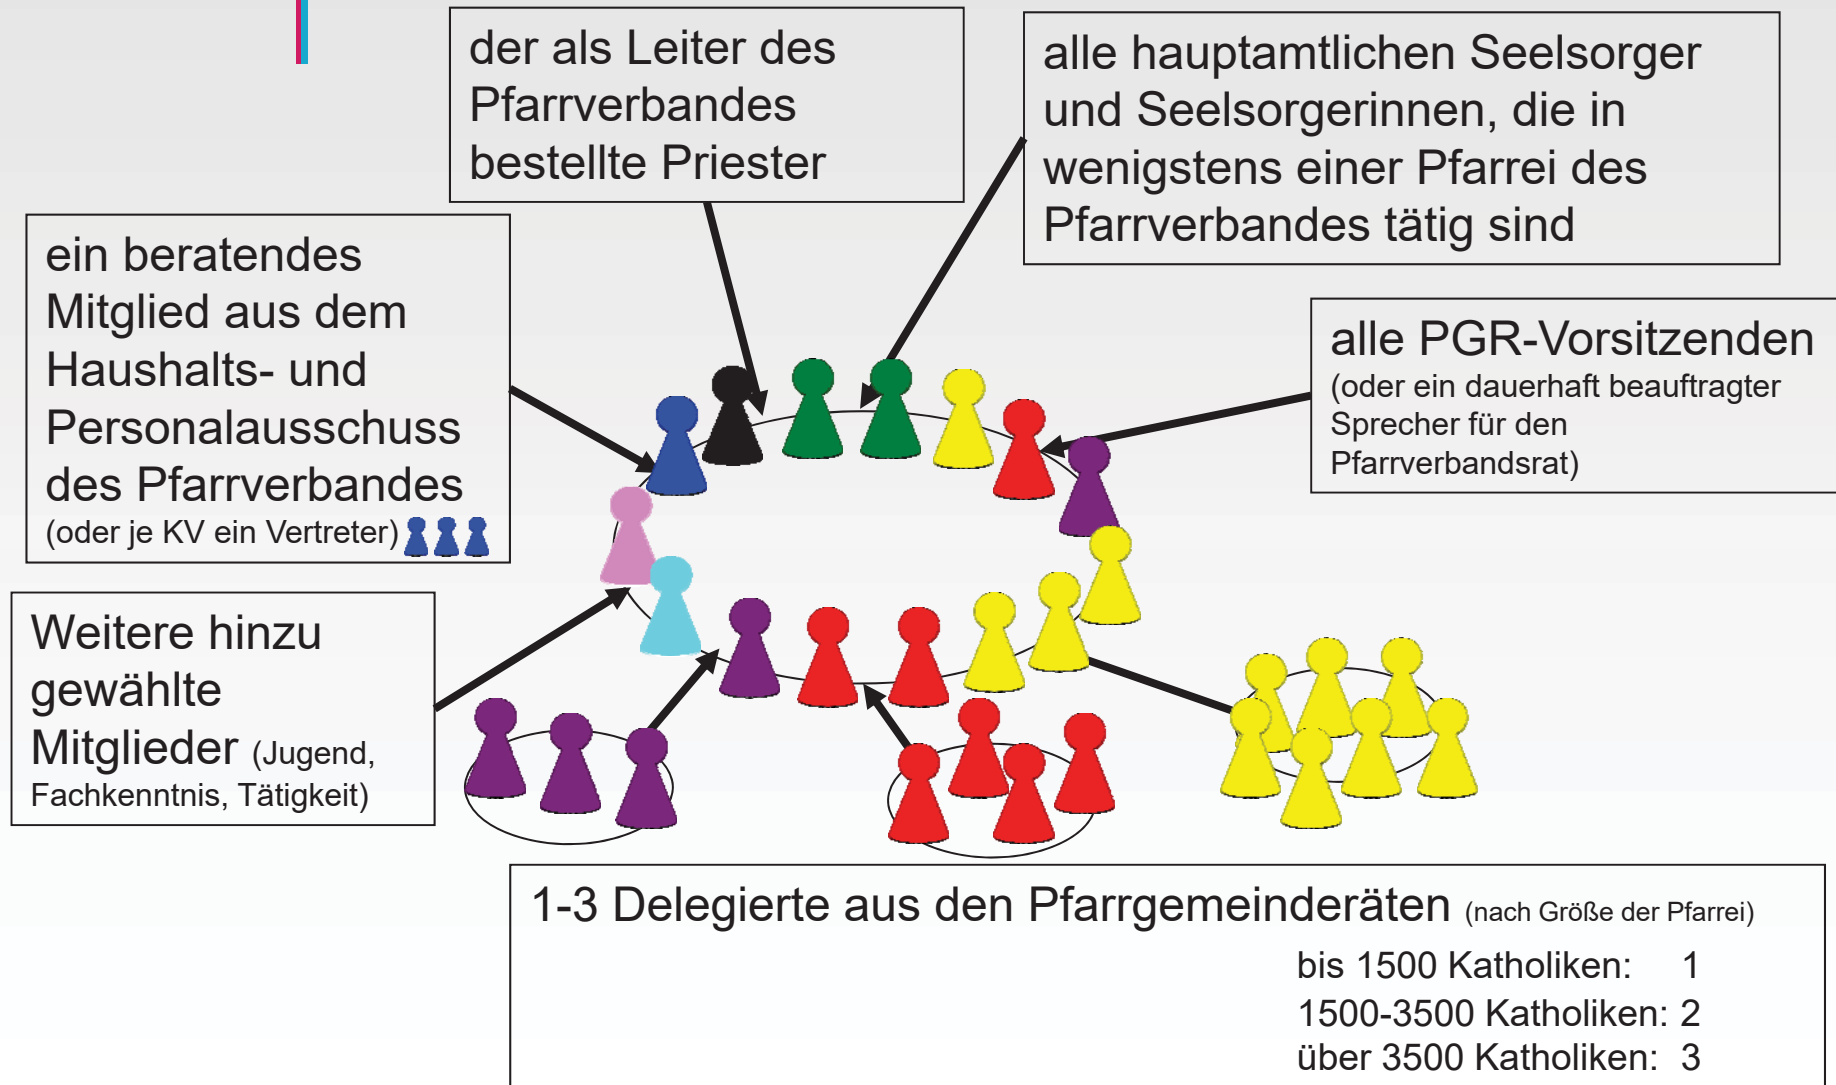 der als Leiter des
Pfarrverbandes
bestellte Priester
alle hauptamtlichen Seelsorger
und Seelsorgerinnen, die in
wenigstens einer Pfarrei des
Pfarrverbandes tätig sind
ein beratendes
Mitglied aus dem
Haushalts- und
Personalausschuss
des Pfarrverbandes
(oder je KV ein Vertreter)
alle PGR-Vorsitzenden
(oder ein dauerhaft beauftragter
Sprecher für den
Pfarrverbandsrat)
Weitere hinzu
gewählte
Mitglieder (Jugend,
Fachkenntnis, Tätigkeit)
1-3 Delegierte aus den Pfarrgemeinderäten (nach Größe der Pfarrei)
bis 1500 Katholiken: 1
1500-3500 Katholiken: 2
über 3500 Katholiken: 3